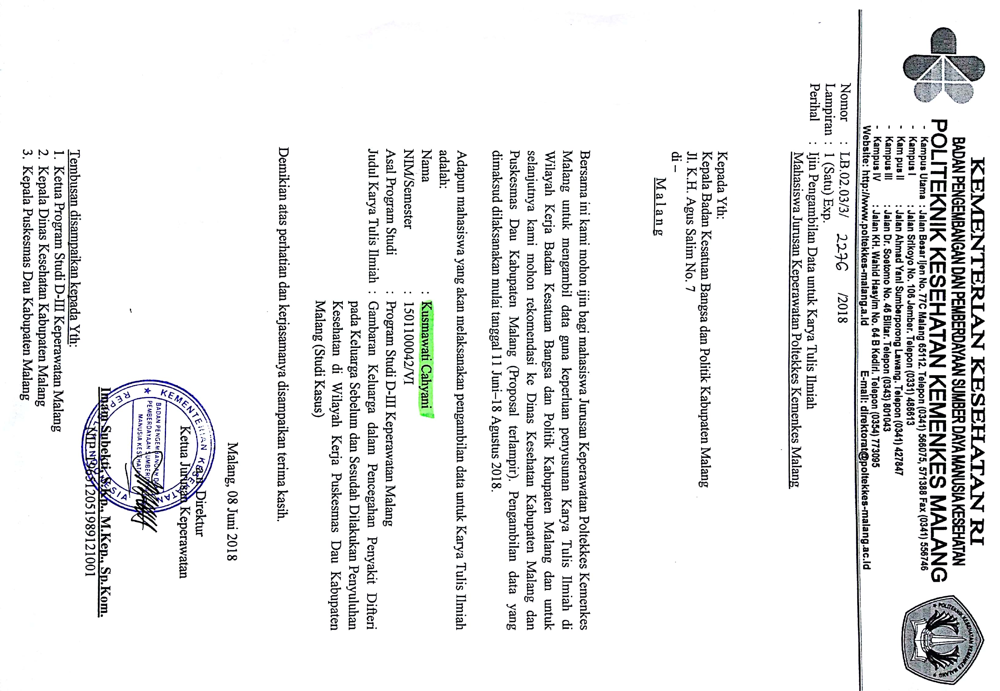 KEMENTERIAN KESEHATAN RI
BADAN PENGEMBANGAN DAN PEMBERDAYAAN SUMBER DAYA MANUSIA KESEHATAN
POLITEKNIK KESEHATAN KEMENKES MALANG
- Kampus Utama : Jalan Besar Ijen No. 77C Malang 65112. Telepon (0341) 566075, 571388 Fax (0341) 556746
- Kampus I : Jalan Srikoyo No. 106 Jember. Telepon (0331) 486613
- Kam pus II : Jalan Ahmad Yani Sumberporong Lawang. Telepon (0341) 427847
- Kampus III : Jalan Dr. Soetomo No. 46 Blitar. Telepon (0343) 801043
- Kampus IV : Jalan KH. Wahid Hasyim No. 64 B Kediri. Telepon (0354) 773095
Website: http://www.poltekkes-malang.a.id E-mail: direktorat@poltekkes-malang.ac.id
POLITEKNIK KESEHATAN KEMENKES MALANG
Nomor : LB.02.03/3/ 2276 /2018
Lampiran : 1 (Satu) Exp.
Perihal : Ijin Pengambilan Data untuk Karya Tulis Ilmiah
Mahasiswa Jurusan Keperawatan Poltekkes Kemenkes Malang
Kepada Yth:
Kepala Badan Kesatuan Bangsa dan Politik Kabupaten Malang
Jl. K.H. Agus Salim No. 7
di –
Malang
Bersama ini kami mohon ijin bagi mahasiswa Jurusan Keperawatan Poltekkes Kemenkes
Malang untuk mengambil data guna keperluan penyusunan Karya Tulis Ilmiah di
Wilayah Kerja Badan Kesatuan Bangsa dan Politik Kabupaten Malang dan untuk
selanjutnya kami mohon rekomendasi ke Dinas Kesehatan Kabupaten Malang dan
Puskesmas Dau Kabupaten Malang (Proposal terlampir). Pengambilan data yang
dimaksud dilaksanakan mulai tanggal 11 Juni–18 Agustus 2018.
Adapun mahasiswa yang akan melaksanakan pengambilan data untuk Karya Tulis Ilmiah
adalah:
Nama : Kusmawati Cahyani
NIM/Semester : 1501100042/VI
Asal Program Studi : Program Studi D-III Keperawatan Malang
Judul Karya Tulis Ilmiah : Gambaran Keluarga dalam Pencegahan Penyakit Difteri
pada Keluarga Sebelum dan Sesudah Dilakukan Penyuluhan
Kesehatan di Wilayah Kerja Puskesmas Dau Kabupaten
Malang (Studi Kasus)
Demikian atas perhatian dan kerjasamanya disampaikan terima kasih.
Malang, 08 Juni 2018
an Direktur
Ketua Jurusan Keperawatan
KEMENTERIAN KESEHATAN
BADAN PENGEMBANGAN DAN
PEMBERDAYAAN SUMBER
MANUSIA KESEHATAN
Imam Subekti, S.Kp., M.Kep., Sp.Kom.
NIP 196512051989121001
Tembusan disampaikan kepada Yth:
1. Ketua Program Studi D-III Keperawatan Malang
2. Kepala Dinas Kesehatan Kabupaten Malang
3. Kepala Puskesmas Dau Kabupaten Malang